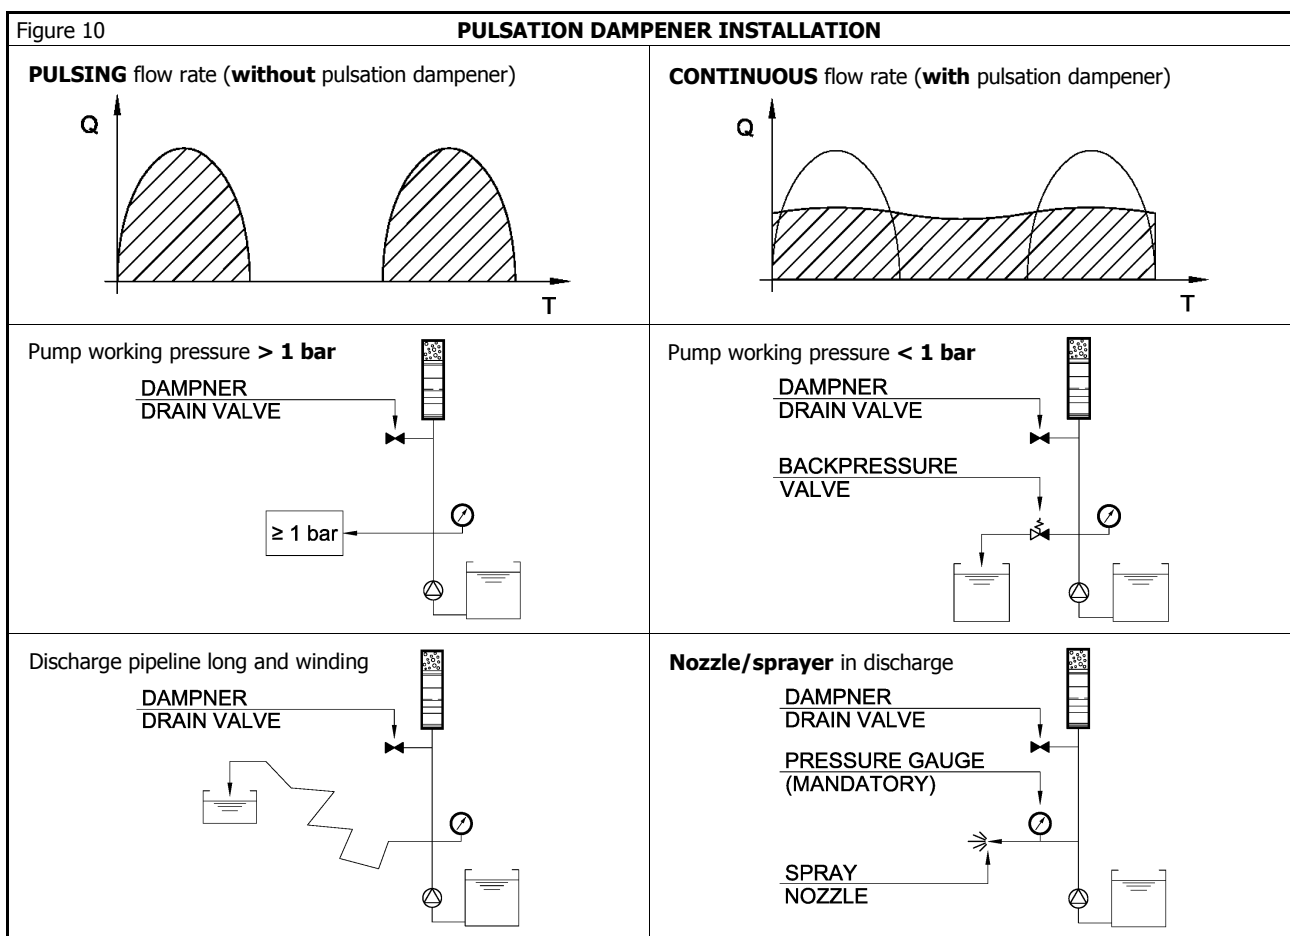 Figure 10
PULSATION DAMPENER INSTALLATION
PULSING flow rate (without pulsation dampener)
Q
T
CONTINUOUS flow rate (with pulsation dampener)
Q
T
Pump working pressure > 1 bar
DAMPNER
DRAIN VALVE
≥ 1 bar
Pump working pressure < 1 bar
DAMPNER
DRAIN VALVE
BACKPRESSURE
VALVE
Discharge pipeline long and winding
DAMPNER
DRAIN VALVE
Nozzle/sprayer in discharge
DAMPNER
DRAIN VALVE
PRESSURE GAUGE
(MANDATORY)
SPRAY
NOZZLE